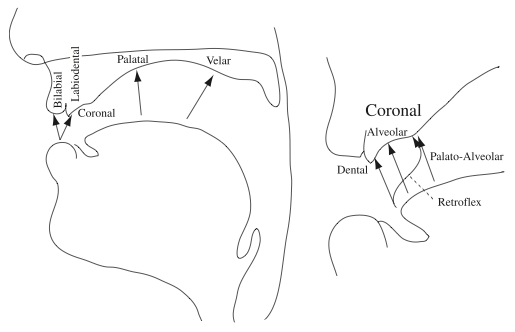 Bilabial
Labiodental
Palatal
Velar
Coronal
Coronal
Alveolar
Dental
Palato-Alveolar
Retroflex